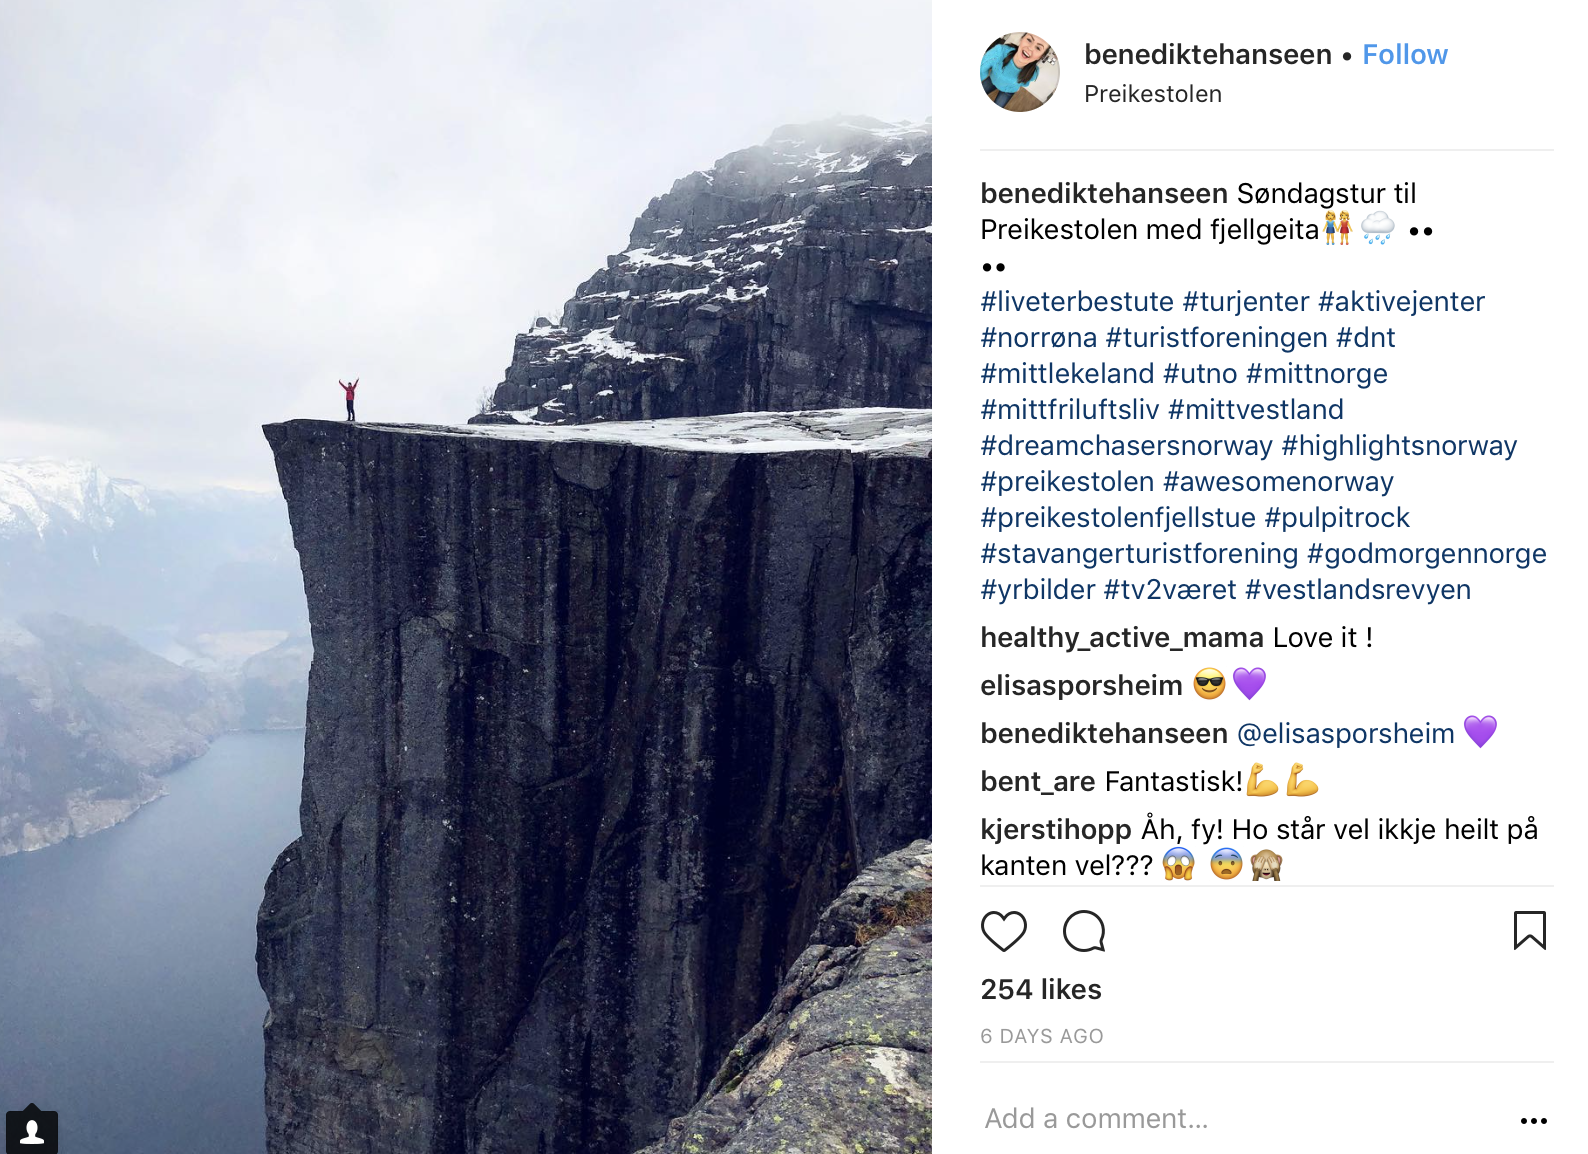 benediktehanseen • Follow
Preikestolen
benediktehanseen Søndagstur til
Preikestolen med fjellgeita👭🌧 ••
••
#liveterbestute #turjenter #aktivejenter
#norrøna #turistforeningen #dnt
#mittlekeland #utno #mittnorge
#mittfriluftsliv #mittvestland
#dreamchasersnorway #highlightsnorway
#preikestolen #awesomenorway
#preikestolenfjellstue #pulpitrock
#stavangerturistforening #godmorgennorge
#yrbilder #tv2været #vestlandsrevyen
healthy_active_mama Love it !
elisasporsheim 😎💜
benediktehanseen @elisasporsheim 💜
bent_are Fantastisk!💪💪
kjerstihopp Åh, fy! Ho står vel ikkje heilt på
kanten vel??? 😱 😨🙈
254 likes
6 DAYS AGO
Add a comment...